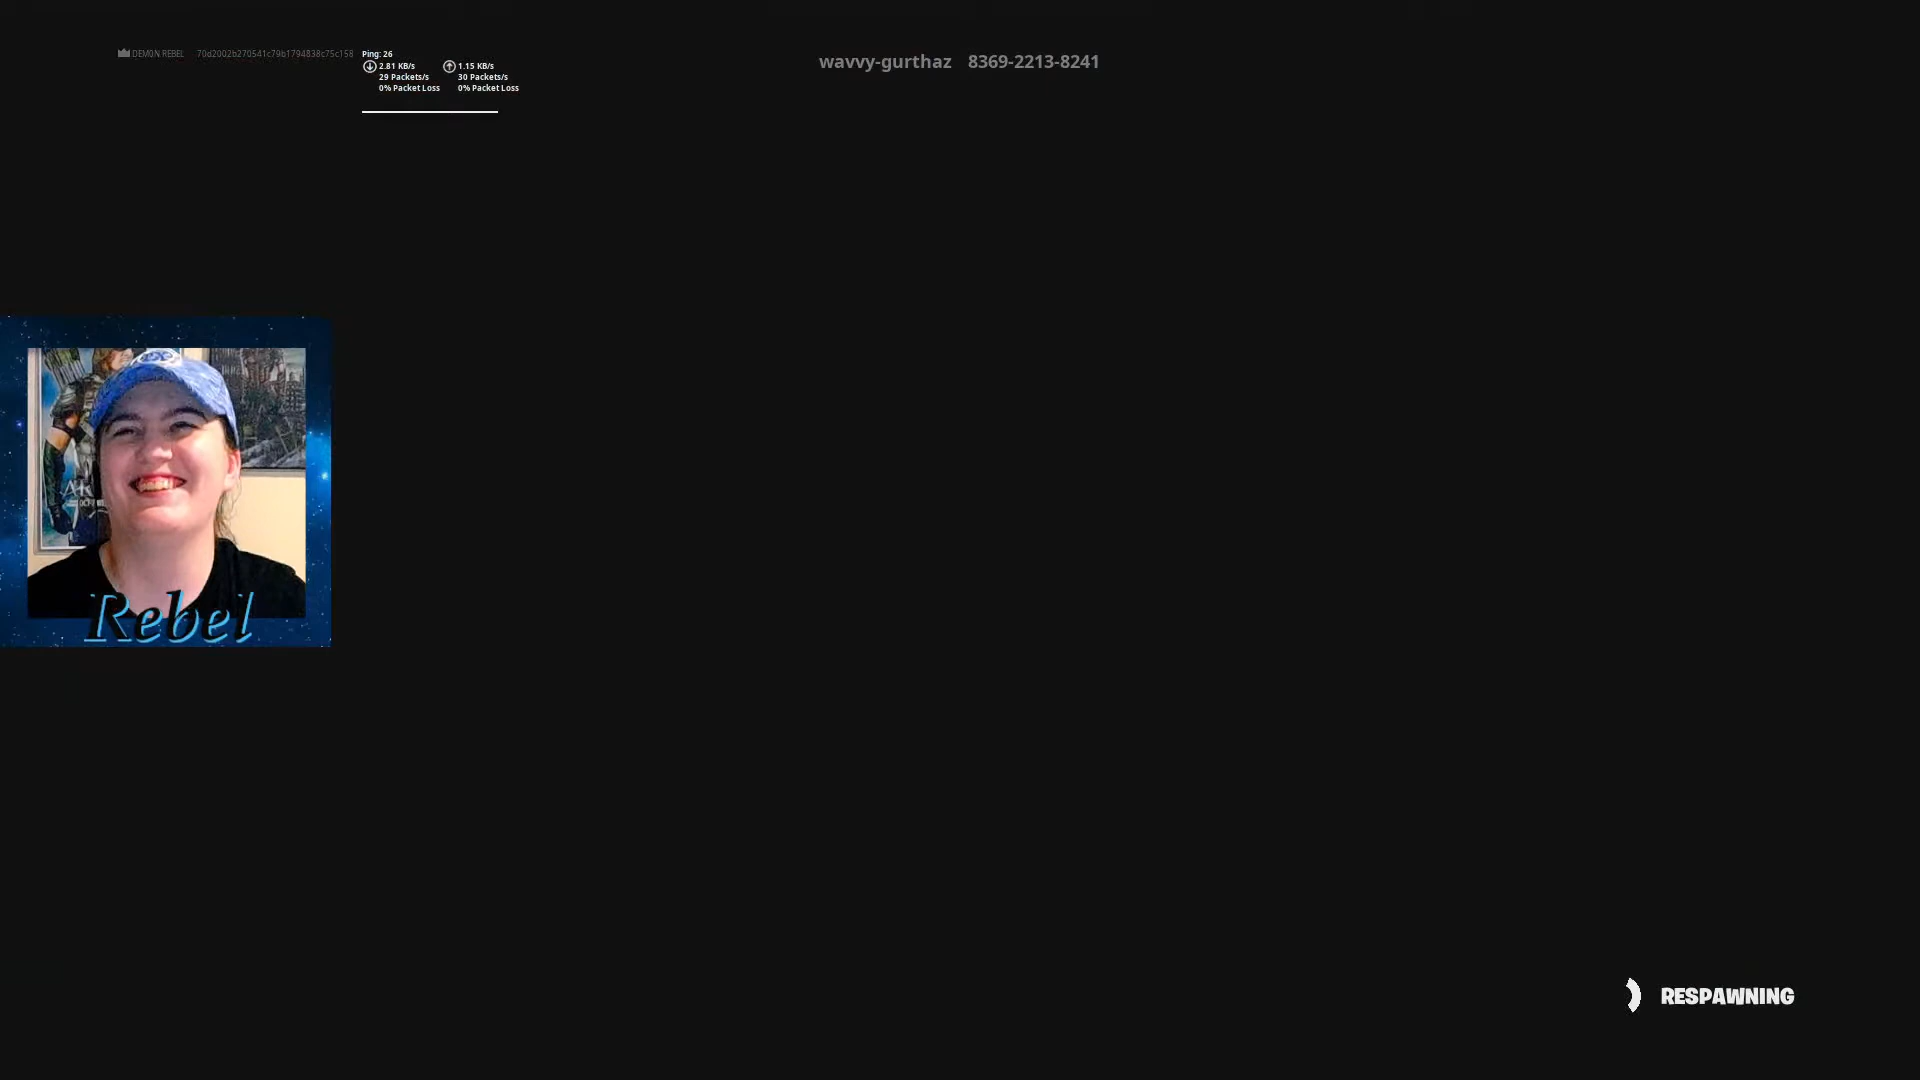 DEMON REBEL 70d2002b270541c79b1794838c75c158
Ping: 26
2.81 KB/s 1.15 KB/s
29 Packets/s 30 Packets/s
0% Packet Loss 0% Packet Loss
wavvy-gurthaz 8369-2213-8241
Rebel
RESPAWNING